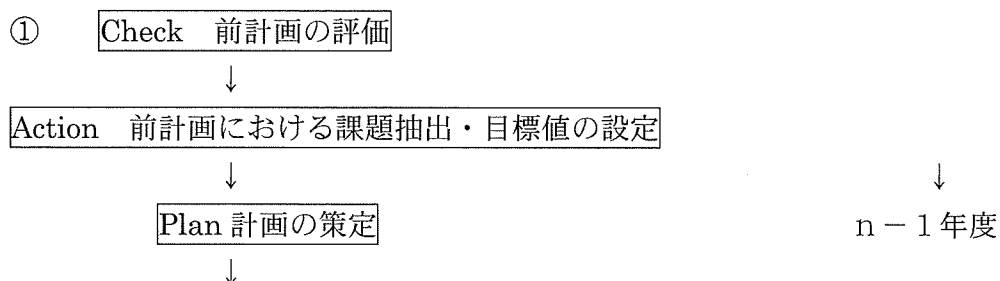 ① Check 前計画の評価
↓
Action 前計画における課題抽出・目標値の設定
↓ ↓
Plan 計画の策定 n-1年度
↓